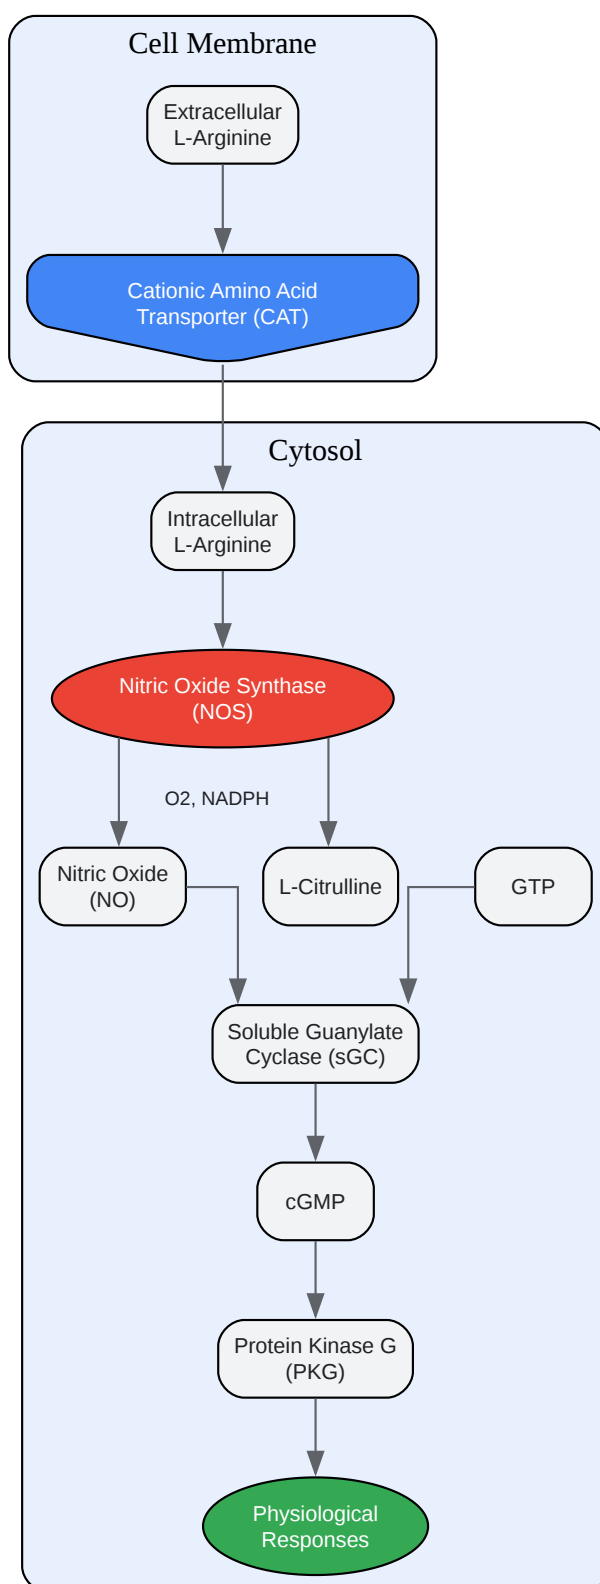 Cell Membrane
Extracellular
L-Arginine
Cationic Amino Acid
Transporter (CAT)
Cytosol
Intracellular
L-Arginine
Nitric Oxide Synthase
(NOS)
O2, NADPH
Nitric Oxide
(NO)
L-Citrulline
GTP
Soluble Guanylate
Cyclase (sGC)
cGMP
Protein Kinase G
(PKG)
Physiological
Responses